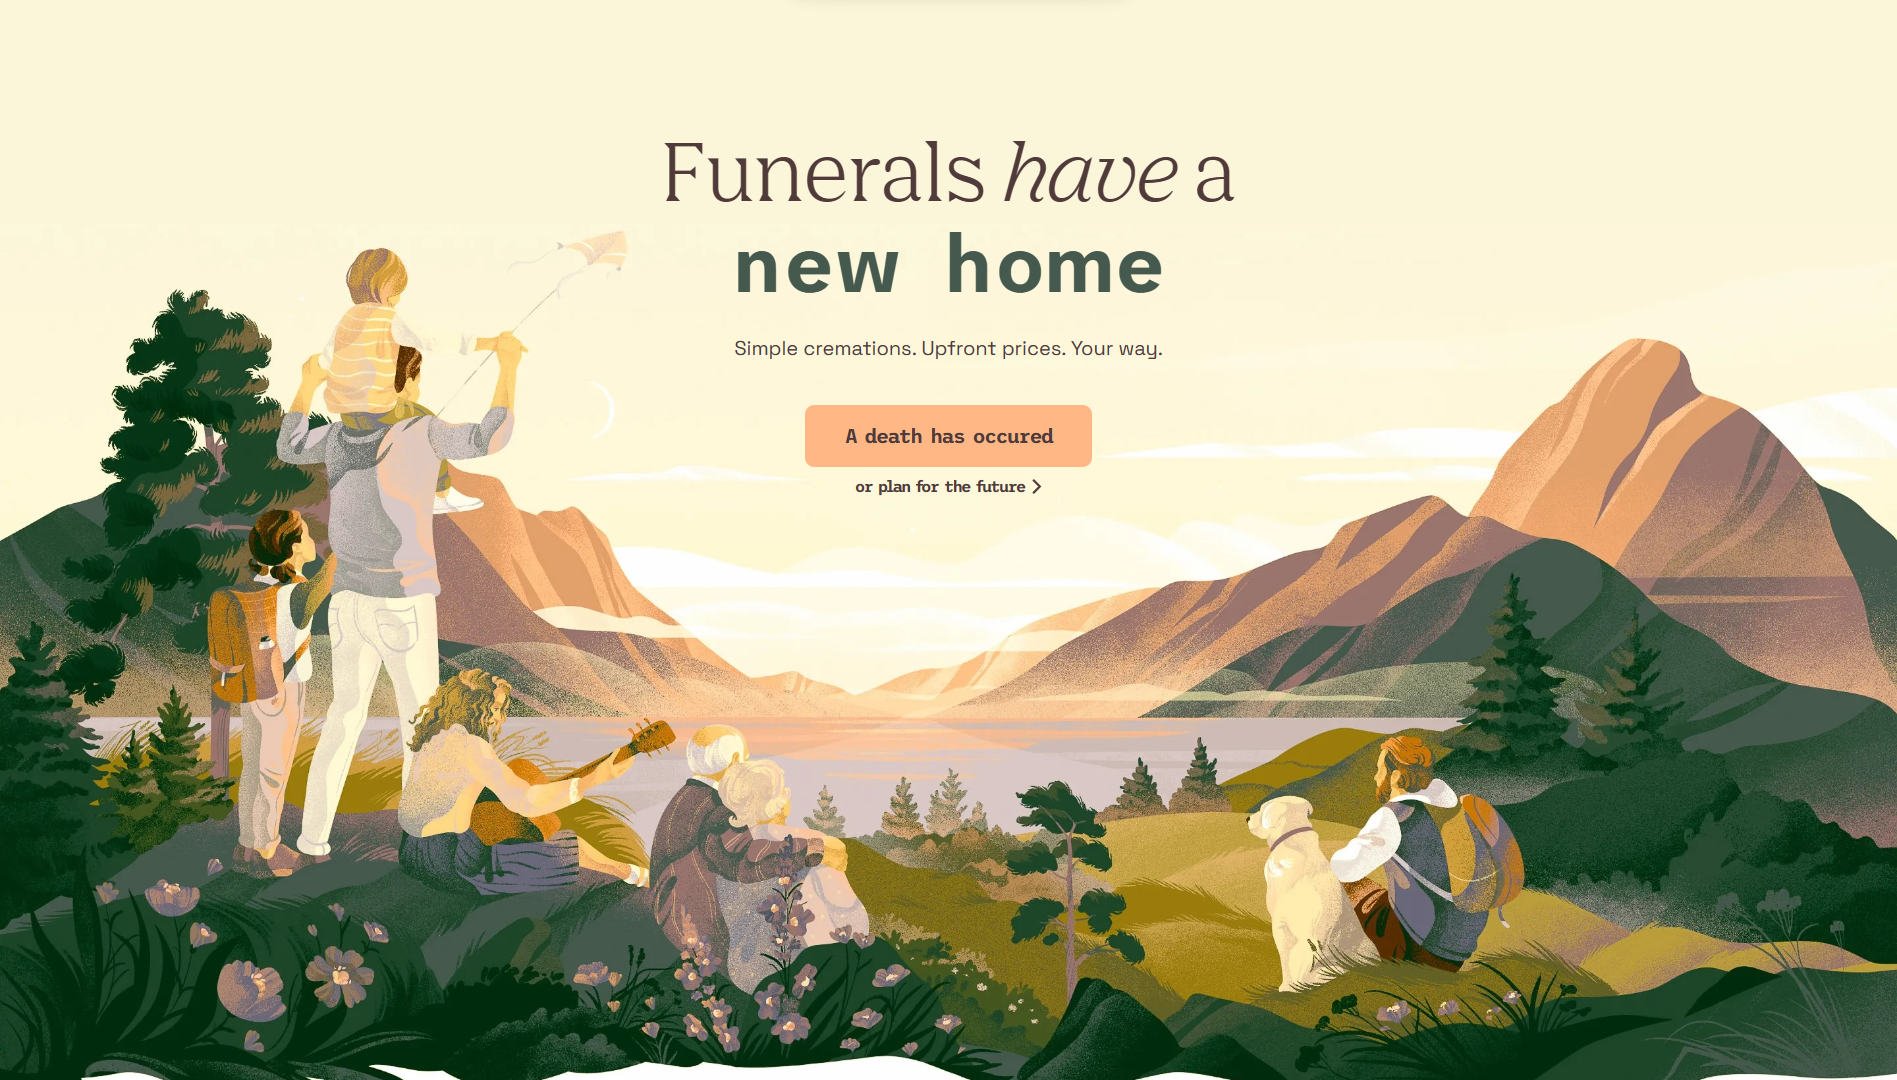 Funerals have a
new home
Simple cremations. Upfront prices. Your way.
A death has occured
or plan for the future